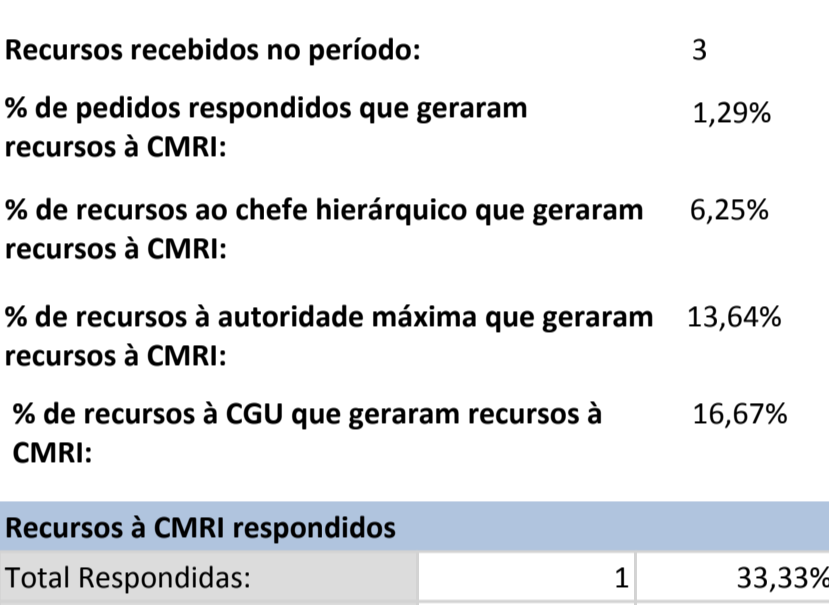 Recursos recebidos no período: 3
% de pedidos respondidos que geraram 1,29%
recursos à CMRI:
% de recursos ao chefe hierárquico que geraram 6,25%
recursos à CMRI:
% de recursos à autoridade máxima que geraram 13,64%
recursos à CMRI:
% de recursos à CGU que geraram recursos à 16,67%
CMRI:
Recursos à CMRI respondidos
Total Respondidas: 1 33,33%